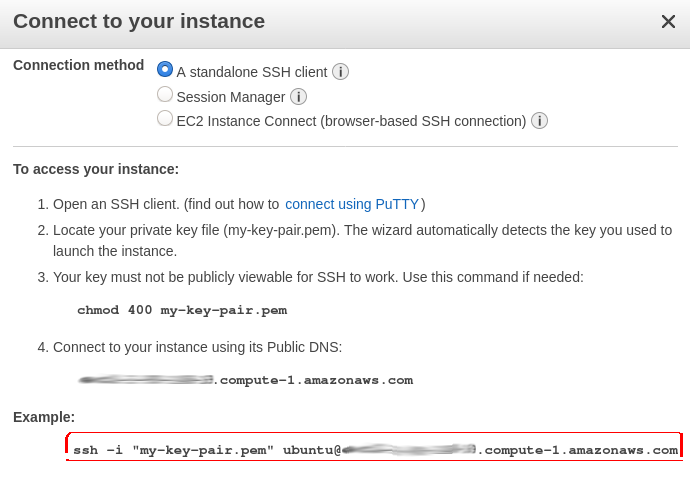 Connect to your instance
Connection method
A standalone SSH client
Session Manager
EC2 Instance Connect (browser-based SSH connection)
To access your instance:
1. Open an SSH client. (find out how to connect using PuTTY)
2. Locate your private key file (my-key-pair.pem). The wizard automatically detects the key you used to
launch the instance.
3. Your key must not be publicly viewable for SSH to work. Use this command if needed:
chmod 400 my-key-pair.pem
4. Connect to your instance using its Public DNS:
.compute-1.amazonaws.com
Example:
ssh -i "my-key-pair.pem" ubuntu@ .compute-1.amazonaws.com